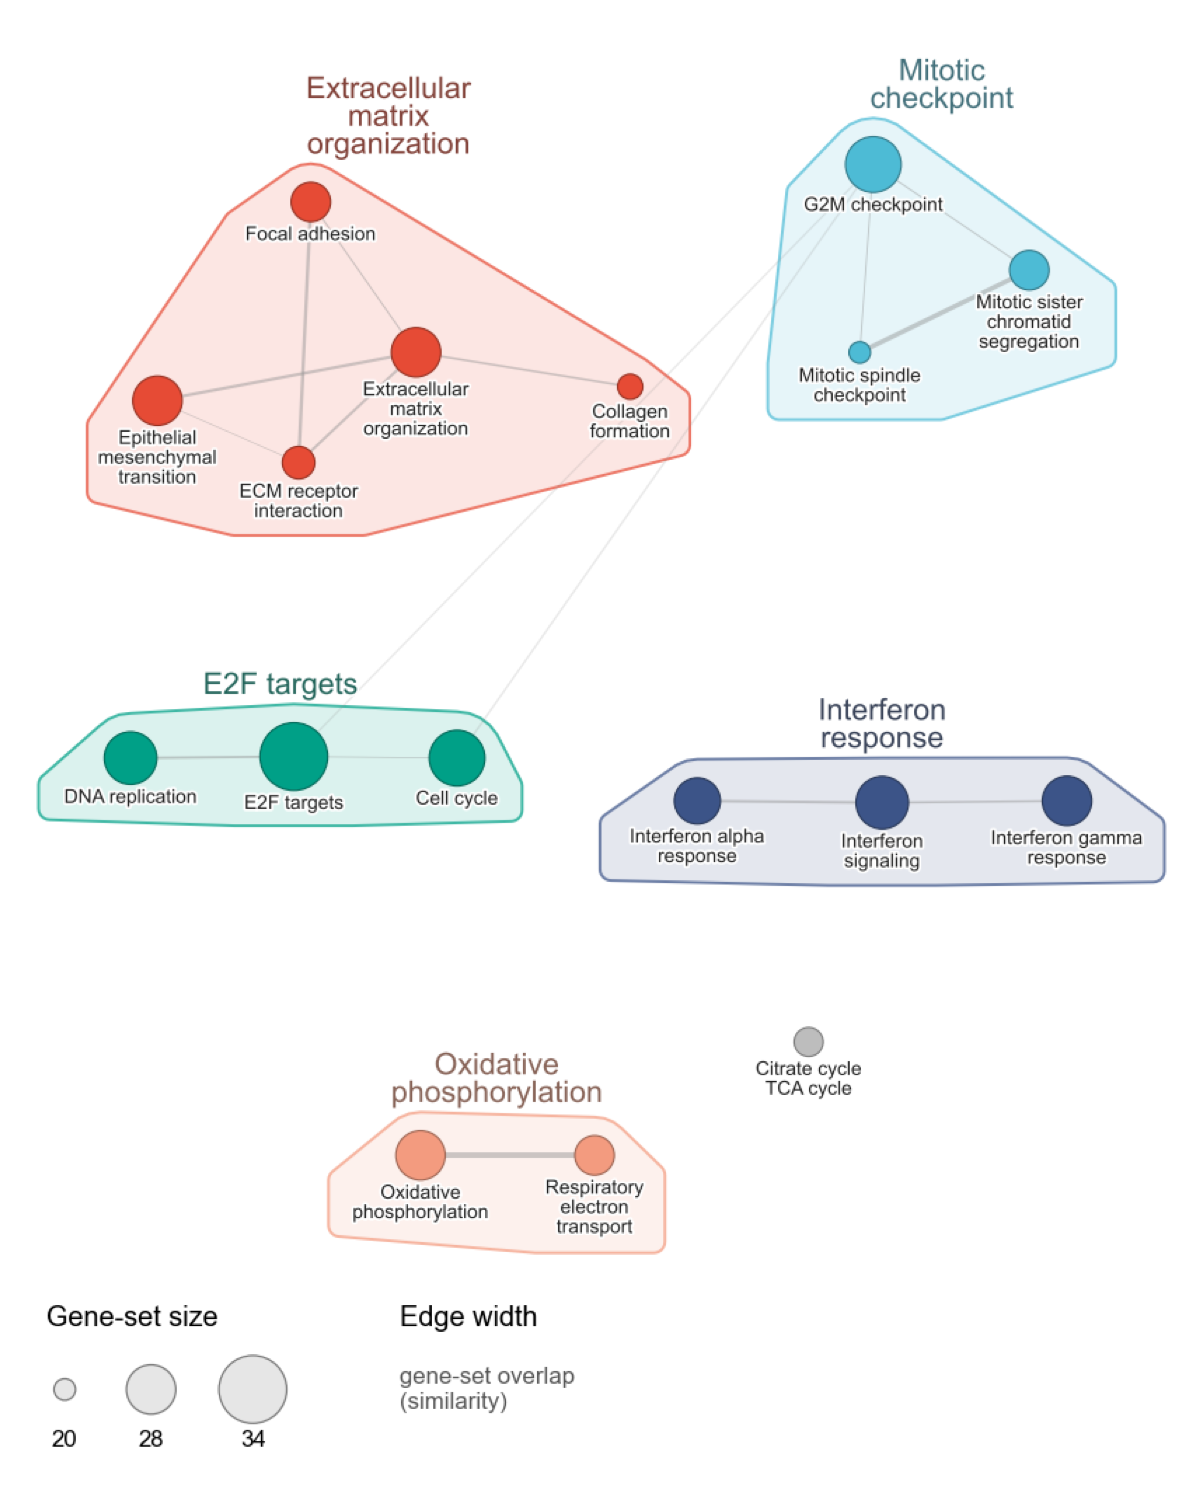 Extracellular
matrix
organization
Mitotic
checkpoint
G2M checkpoint
Focal adhesion
Mitotic sister
chromatid
segregation
Mitotic spindle
checkpoint
Extracellular
matrix
organization
Collagen
formation
Epithelial
mesenchymal
transition
ECM receptor
interaction
E2F targets
DNA replication
E2F targets
Cell cycle
Interferon
response
Interferon alpha
response
Interferon
signaling
Interferon gamma
response
Citrate cycle
TCA cycle
Oxidative
phosphorylation
Oxidative
phosphorylation
Respiratory
electron
transport
Gene-set size
20
28
34
Edge width
gene-set overlap
(similarity)